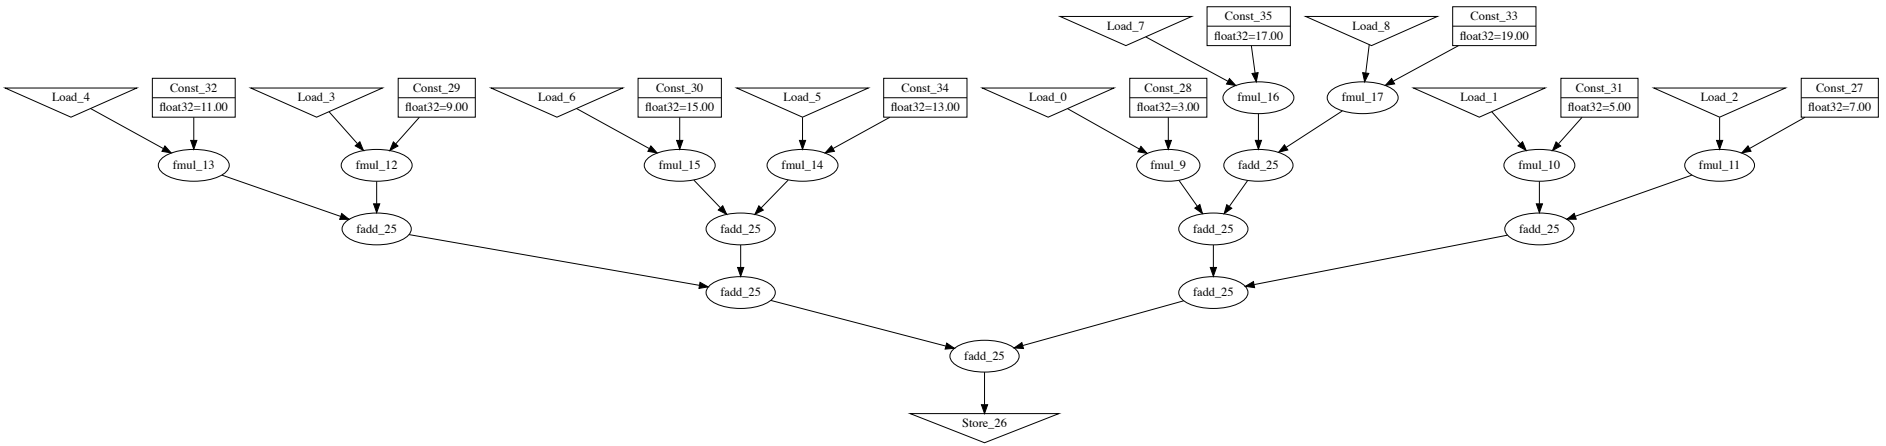 Load_7
Const_35
float32=17.00
Load_8
Const_33
float32=19.00
Load_4
Const_32
float32=11.00
Load_3
Const_29
float32=9.00
Load_6
Const_30
float32=15.00
Load_5
Const_34
float32=13.00
Load_0
Const_28
float32=3.00
fmul_16
fmul_17
Load_1
Const_31
float32=5.00
Load_2
Const_27
float32=7.00
fmul_13
fmul_12
fmul_15
fmul_14
fmul_9
fadd_25
fmul_10
fmul_11
fadd_25
fadd_25
fadd_25
fadd_25
fadd_25
fadd_25
fadd_25
Store_26